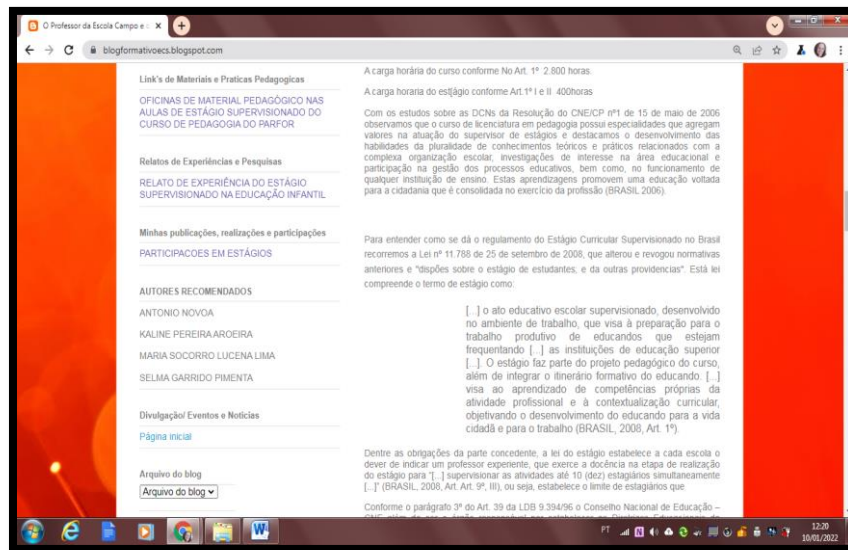 O Professor da Escola Campo e
blogformativoecs.blogspot.com
Link's de Materiais e Praticas Pedagogicas
OFICINAS DE MATERIAL PEDAGÓGICO NAS
AULAS DE ESTÁGIO SUPERVISIONADO DO
CURSO DE PEDAGOGIA DO PARFOR
Relatos de Experiências e Pesquisas
RELATO DE EXPERIÊNCIA DO ESTÁGIO
SUPERVISIONADO NA EDUCAÇÃO INFANTIL
Minhas publicações, realizações e participações
PARTICIPACOES EM ESTÁGIOS
AUTORES RECOMENDADOS
ANTONIO NOVOA
KALINE PEREIRA AROEIRA
MARIA SOCORRO LUCENA LIMA
SELMA GARRIDO PIMENTA
Divulgação/ Eventos e Noticias
Página inicial
Arquivo do blog
Arquivo do blog
A carga horária do curso conforme No Art. 1º 2.800 horas.
A carga horaria do estágio conforme Art.1º I e II 400horas
Com os estudos sobre as DCNs da Resolução do CNE/CP nº1 de 15 de maio de 2006
observamos que o curso de licenciatura em pedagogia possui especialidades que agregam
valores na atuação do supervisor de estágios e destacamos o desenvolvimento das
habilidades da pluralidade de conhecimentos teóricos e práticos relacionados com a
complexa organização escolar, investigações de interesse na área educacional e
participação na gestão dos processos educativos, bem como, no funcionamento de
qualquer instituição de ensino. Estas aprendizagens promovem uma educação voltada
para a cidadania que é consolidada no exercício da profissão (BRASIL 2006).
Para entender como se dá o regulamento do Estágio Curricular Supervisionado no Brasil
recorremos a Lei nº 11.788 de 25 de setembro de 2008, que alterou e revogou normativas
anteriores e "dispões sobre o estágio de estudantes; e da outras providencias". Está lei
compreende o termo de estágio como:
[...] o ato educativo escolar supervisionado, desenvolvido
no ambiente de trabalho, que visa à preparação para o
trabalho produtivo de educandos que estejam
frequentando [...] as instituições de educação superior
[...]. O estágio faz parte do projeto pedagógico do curso,
além de integrar o itinerário formativo do educando. [...]
visa ao aprendizado de competências próprias da
atividade profissional e à contextualização curricular,
objetivando o desenvolvimento do educando para a vida
cidadã e para o trabalho (BRASIL, 2008, Art. 1º).
Dentre as obrigações da parte concedente, a lei do estágio estabelece a cada escola o
dever de indicar um professor experiente, que exerce a docência na etapa de realização
do estágio para "[...] supervisionar as atividades até 10 (dez) estagiários simultaneamente
[...]" (BRASIL, 2008, Art. Art. 9ª, III), ou seja, estabelece o limite de estagiários que
Conforme o parágrafo 3º do Art. 39 da LDB 9.394/96 o Conselho Nacional de Educação –
PT
12:20
10/01/2022